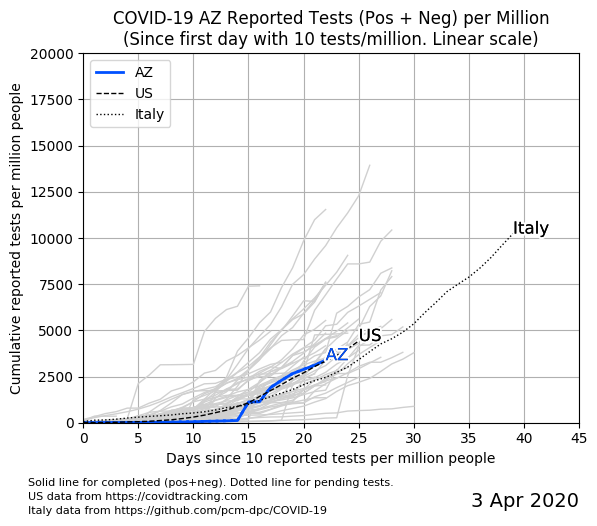 COVID-19 AZ Reported Tests (Pos + Neg) per Million
(Since first day with 10 tests/million. Linear scale)
20000
17500
15000
12500
10000
7500
5000
2500
0
Cumulative reported tests per million people
AZ
US
Italy
Italy
US
AZ
0 5 10 15 20 25 30 35 40 45
Days since 10 reported tests per million people
Solid line for completed (pos+neg). Dotted line for pending tests.
US data from https://covidtracking.com
Italy data from https://github.com/pcm-dpc/COVID-19
3 Apr 2020